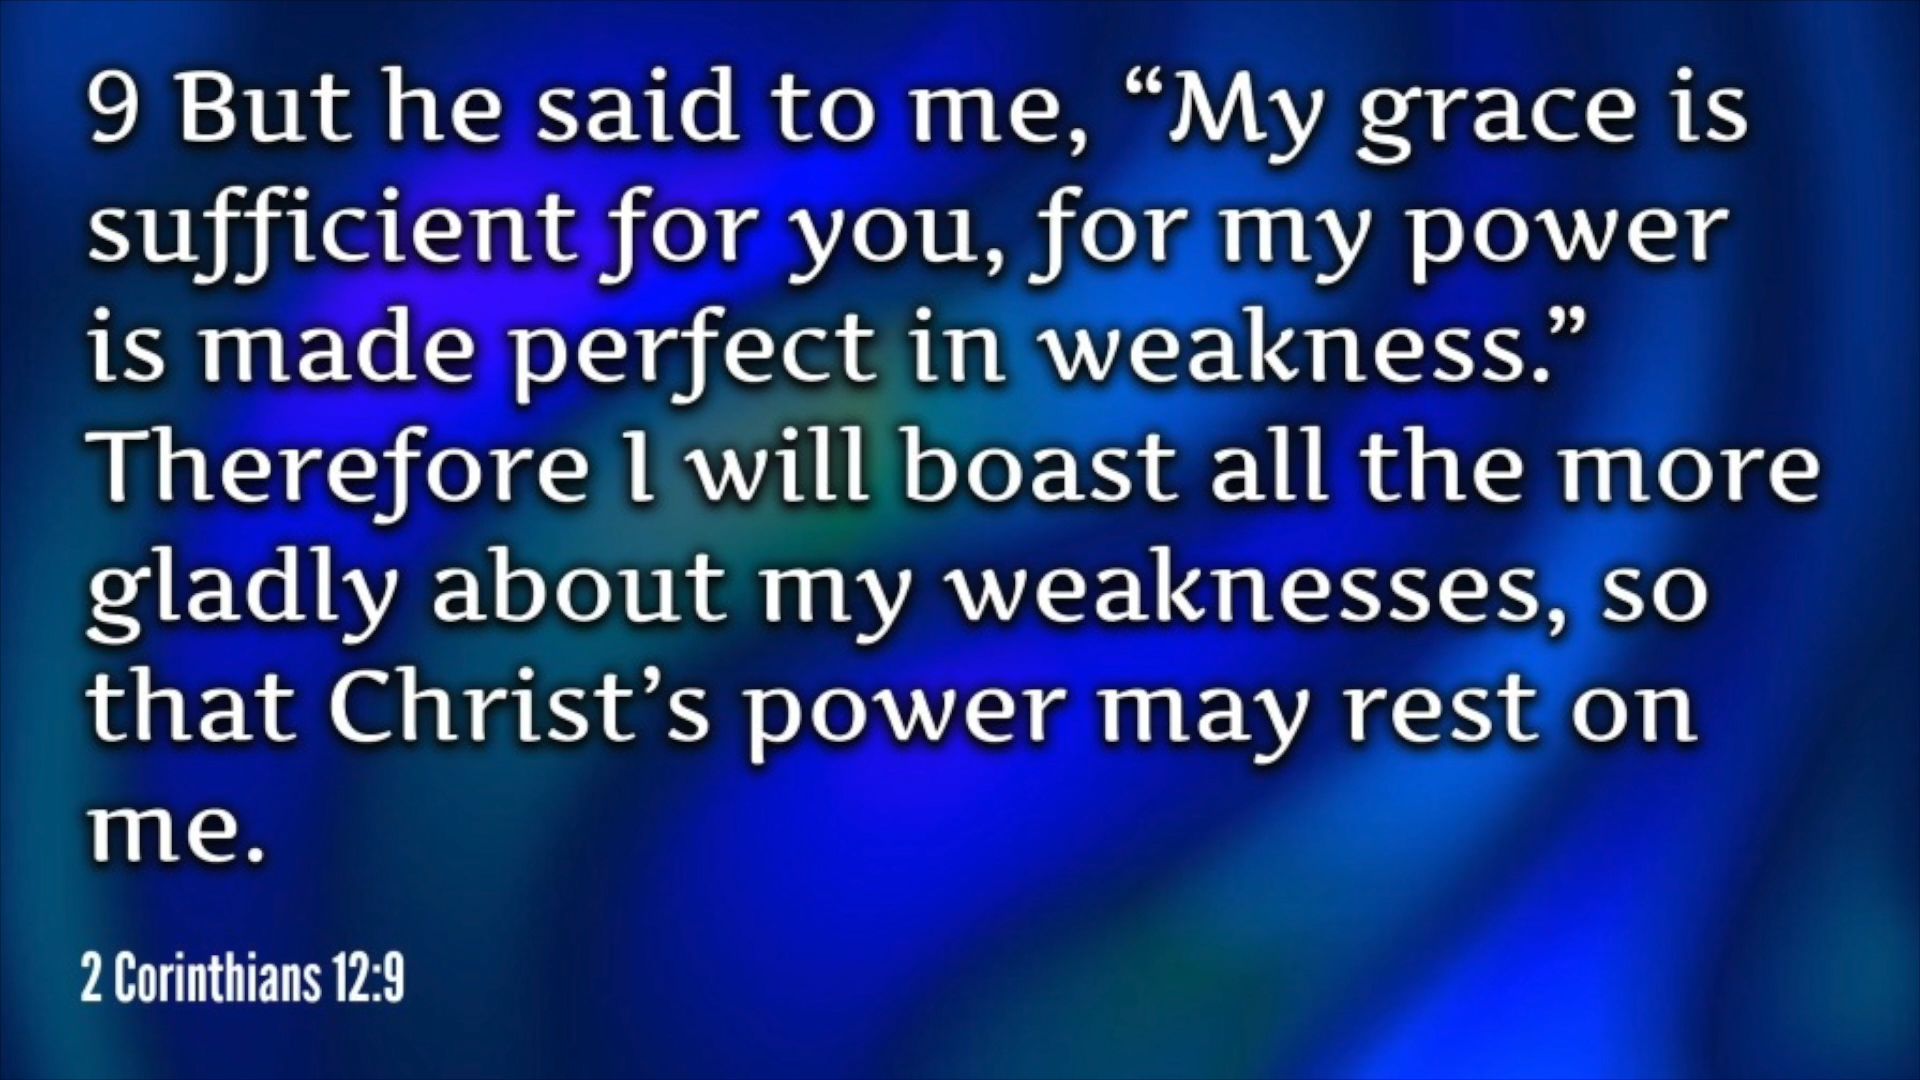 9 But he said to me, “My grace is
sufficient for you, for my power
is made perfect in weakness.”
Therefore I will boast all the more
gladly about my weaknesses, so
that Christ’s power may rest on
me.
2 Corinthians 12:9